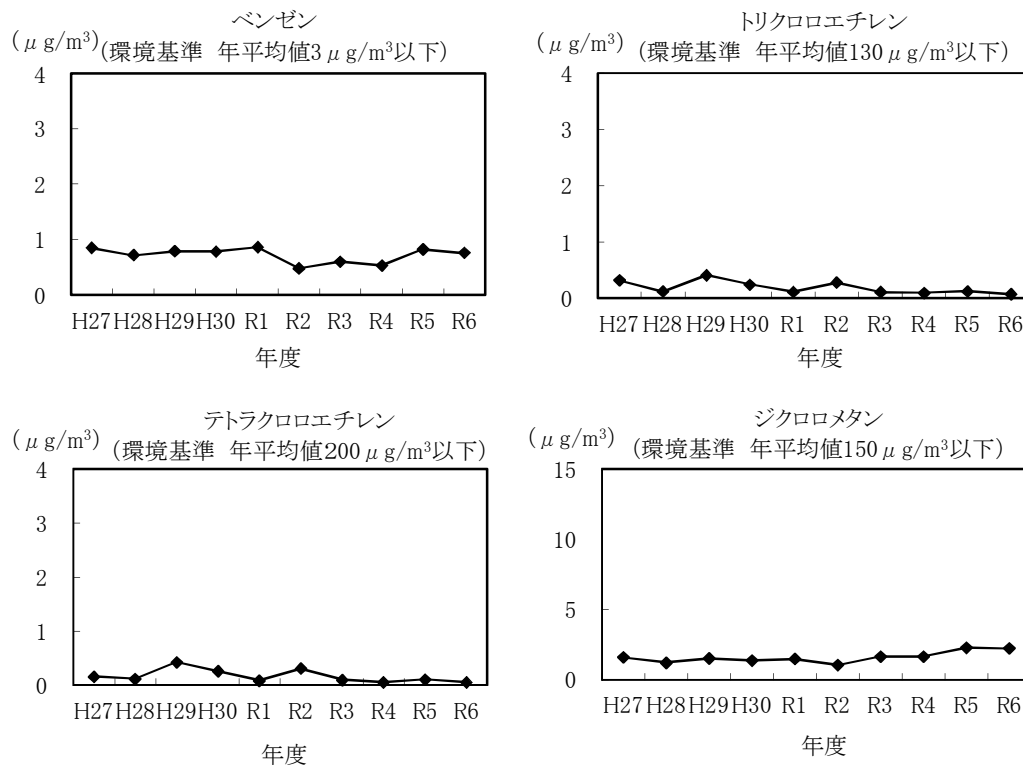 ベンゼン
(μg/m³)
(環境基準 年平均値3μg/m³以下)
4
3
2
1
0
H27 H28 H29 H30 R1 R2 R3 R4 R5 R6
年度
トリクロロエチレン
(μg/m³)
(環境基準 年平均値130μg/m³以下)
4
3
2
1
0
H27 H28 H29 H30 R1 R2 R3 R4 R5 R6
年度
テトラクロロエチレン
(μg/m³)
(環境基準 年平均値200μg/m³以下)
4
3
2
1
0
H27 H28 H29 H30 R1 R2 R3 R4 R5 R6
年度
ジクロロメタン
(μg/m³)
(環境基準 年平均値150μg/m³以下)
15
10
5
0
H27 H28 H29 H30 R1 R2 R3 R4 R5 R6
年度